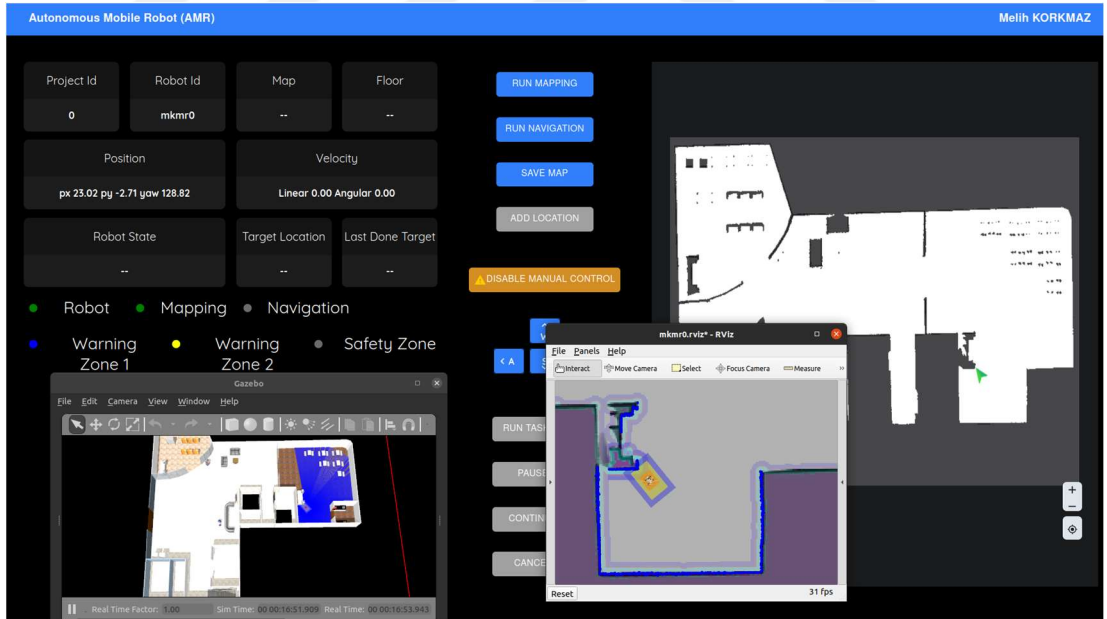 Autonomous Mobile Robot (AMR)
Melih KORKMAZ
Project Id
Robot Id
Map
Floor
0
mkmr0
--
--
Position
Velocity
px 23.02 py -2.71 yaw 128.82
Linear 0.00 Angular 0.00
Robot State
Target Location
Last Done Target
--
--
--
Robot
Mapping
Navigation
Warning
Zone 1
Warning
Zone 2
Safety Zone
RUN MAPPING
RUN NAVIGATION
SAVE MAP
ADD LOCATION
DISABLE MANUAL CONTROL
< A
S
RUN TAS
PAUS
CONTIN
CANCE
Gazebo
File Edit Camera View Window Help
Real Time Factor: 1.00 Sim Time: 00 00:16:51.909 Real Time: 00 00:16:53.943
mkmr0.rviz* - RViz
File Panels Help
Interact Move Camera Select Focus Camera Measure »
Reset
31 fps
+
−